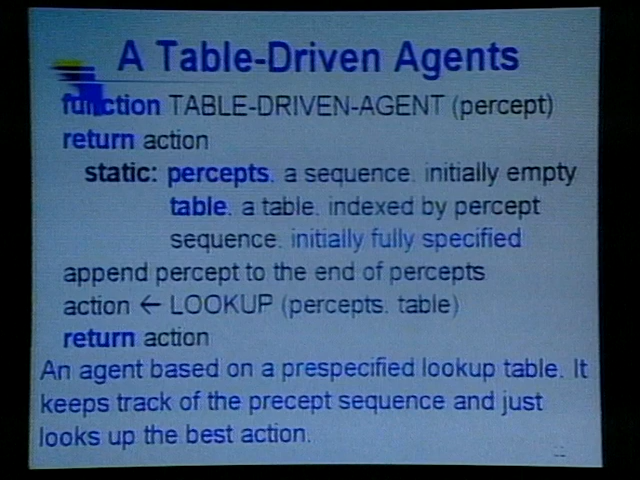 A Table-Driven Agents
function TABLE-DRIVEN-AGENT (percept)
return action
static: percepts, a sequence, initially empty
table, a table, indexed by percept
sequence, initially fully specified
append percept to the end of percepts
action ← LOOKUP (percepts, table)
return action
An agent based on a prespecified lookup table. It
keeps track of the precept sequence and just
looks up the best action.